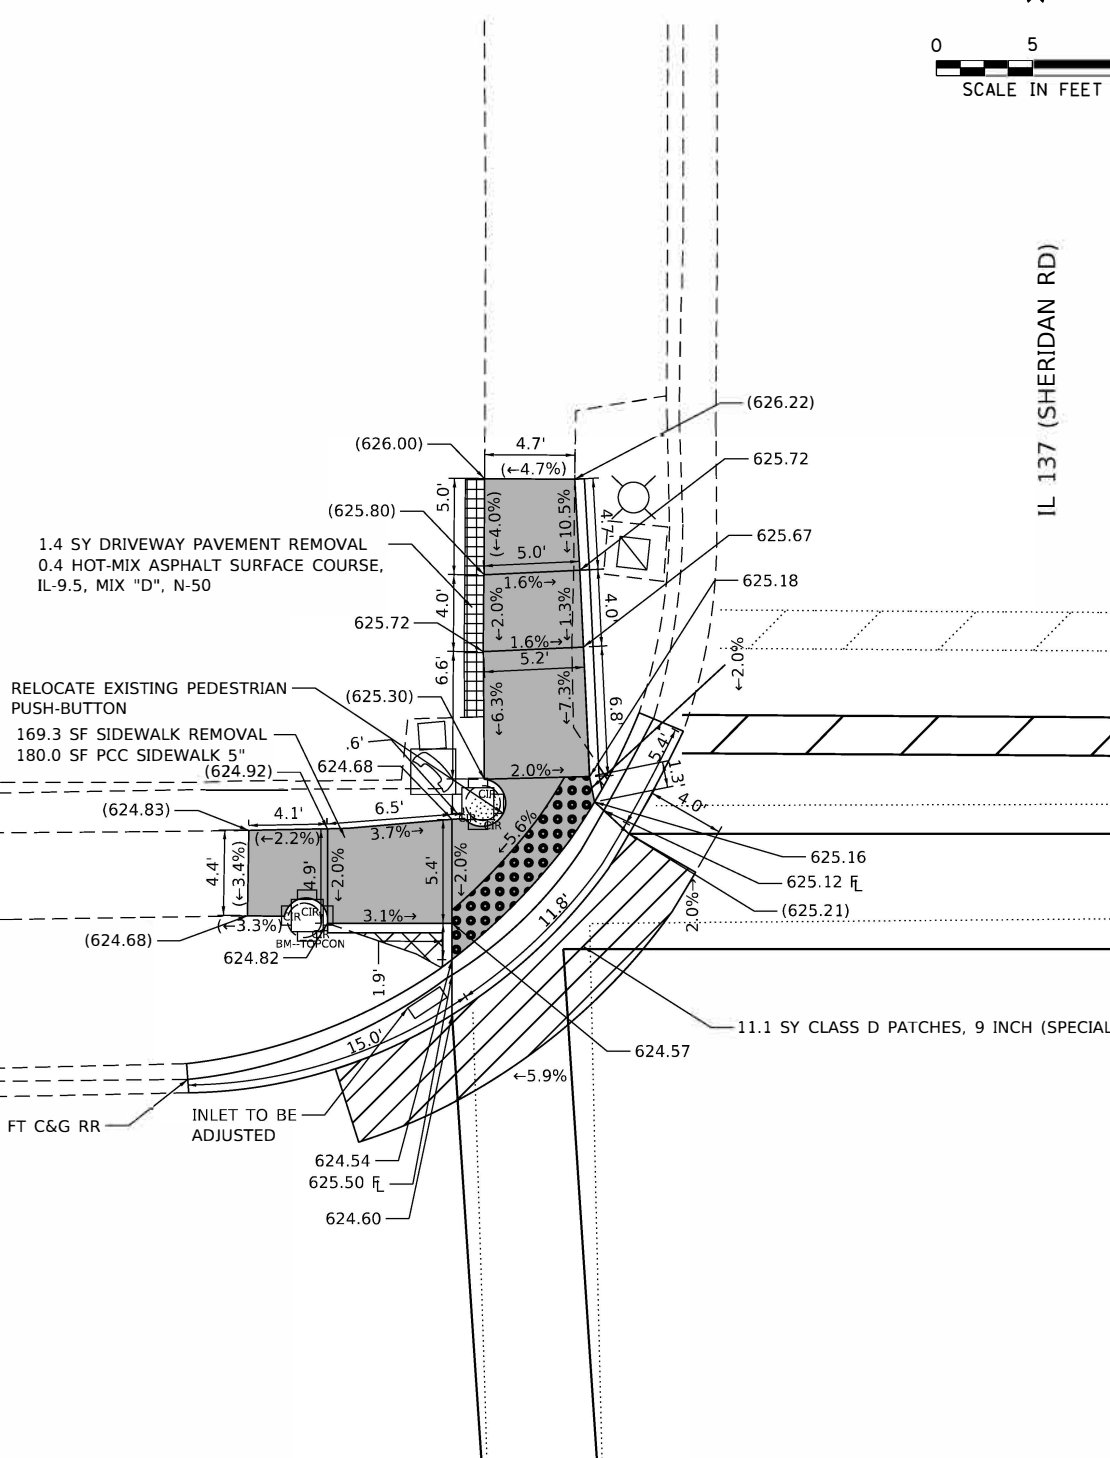 0 5
SCALE IN FEET
IL 137 (SHERIDAN RD)
(626.22)
(626.00)
4.7'
(←4.7%)
625.72
5.0'
(←4.0%)
←10.5%
4.7'
(625.80)
625.67
1.4 SY DRIVEWAY PAVEMENT REMOVAL
0.4 HOT-MIX ASPHALT SURFACE COURSE,
IL-9.5, MIX "D", N-50
5.0'
1.6%→
625.18
4.0'
←2.0%
←1.3%
4.0'
625.72
1.6%→
5.2'
←2.0%
6.6'
RELOCATE EXISTING PEDESTRIAN
PUSH-BUTTON
(625.30)
←6.3%
←7.3%
6.8'
169.3 SF SIDEWALK REMOVAL
180.0 SF PCC SIDEWALK 5"
.6'
5.4'
(624.92)
624.68
2.0%→
1.3'
4.0'
(624.83)
4.1'
6.5'
CIR
CIR
CIR
(←2.2%)
3.7%→
←5.6%
4.4'
(←3.4%)
4.9'
←2.0%
5.4'
←2.0%
625.16
625.12 FL
(625.21)
2.0%→
11.8'
CIR
CIR
CIR
3.1%→
(←3.3%)
BM--TOPCON
(624.68)
624.82
1.9'
11.1 SY CLASS D PATCHES, 9 INCH (SPECIAL
15.0'
624.57
←5.9%
FT C&G RR
INLET TO BE
ADJUSTED
624.54
625.50 FL
624.60